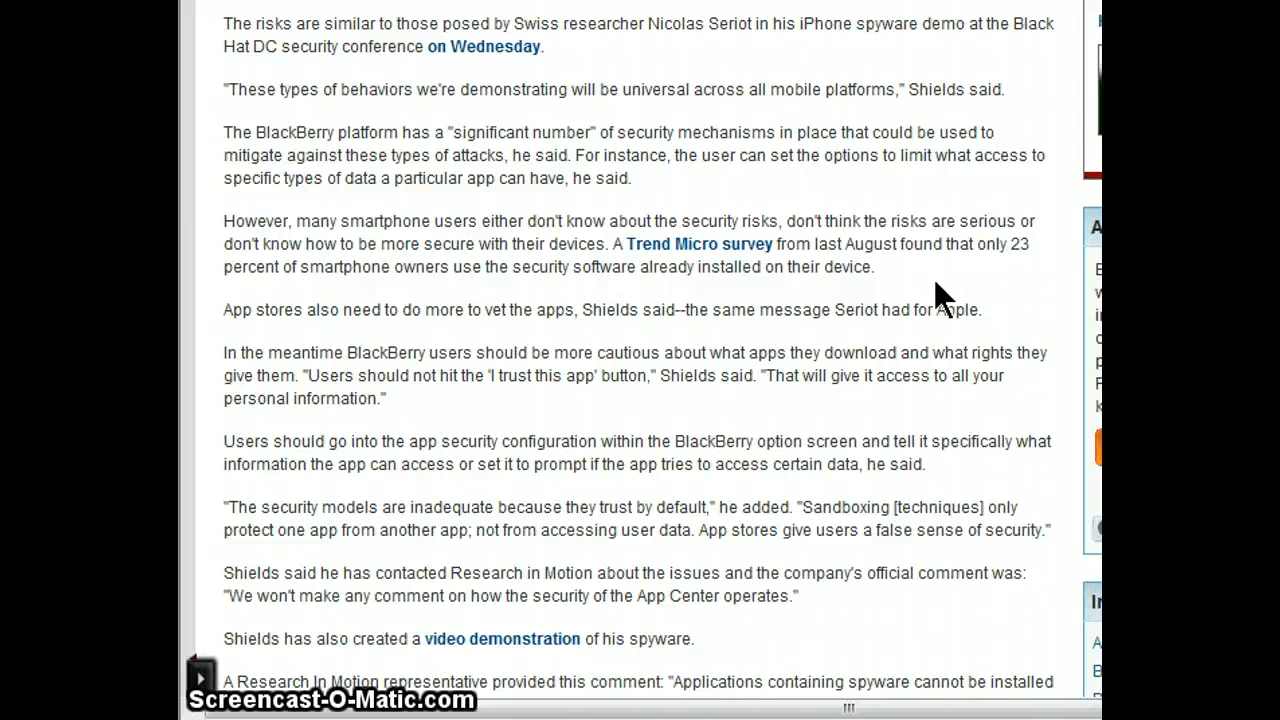 The risks are similar to those posed by Swiss researcher Nicolas Seriot in his iPhone spyware demo at the Black
Hat DC security conference on Wednesday.
"These types of behaviors we're demonstrating will be universal across all mobile platforms," Shields said.
The BlackBerry platform has a "significant number" of security mechanisms in place that could be used to
mitigate against these types of attacks, he said. For instance, the user can set the options to limit what access to
specific types of data a particular app can have, he said.
However, many smartphone users either don't know about the security risks, don't think the risks are serious or
don't know how to be more secure with their devices. A Trend Micro survey from last August found that only 23
percent of smartphone owners use the security software already installed on their device.
App stores also need to do more to vet the apps, Shields said--the same message Seriot had for Apple.
In the meantime BlackBerry users should be more cautious about what apps they download and what rights they
give them. "Users should not hit the 'I trust this app' button," Shields said. "That will give it access to all your
personal information."
Users should go into the app security configuration within the BlackBerry option screen and tell it specifically what
information the app can access or set it to prompt if the app tries to access certain data, he said.
"The security models are inadequate because they trust by default," he added. "Sandboxing [techniques] only
protect one app from another app; not from accessing user data. App stores give users a false sense of security."
Shields said he has contacted Research in Motion about the issues and the company's official comment was:
"We won't make any comment on how the security of the App Center operates."
Shields has also created a video demonstration of his spyware.
A Research In Motion representative provided this comment: "Applications containing spyware cannot be installed
Screencast-O-Matic.com